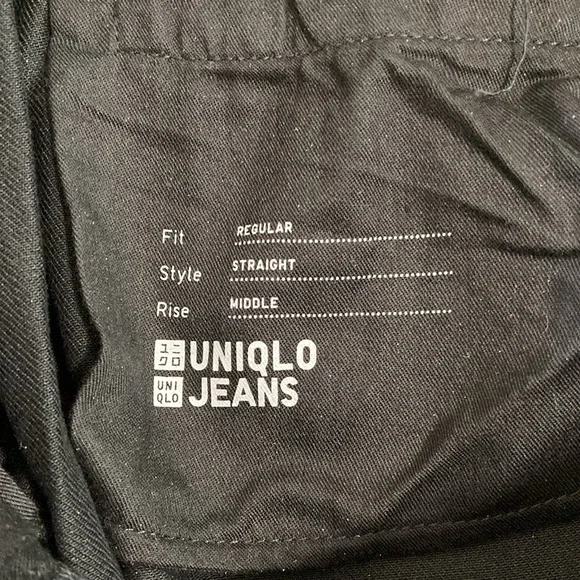 Fit REGULAR
Style STRAIGHT
Rise MIDDLE
ユニ UNIQLO
クロ
UNI JEANS
QLO